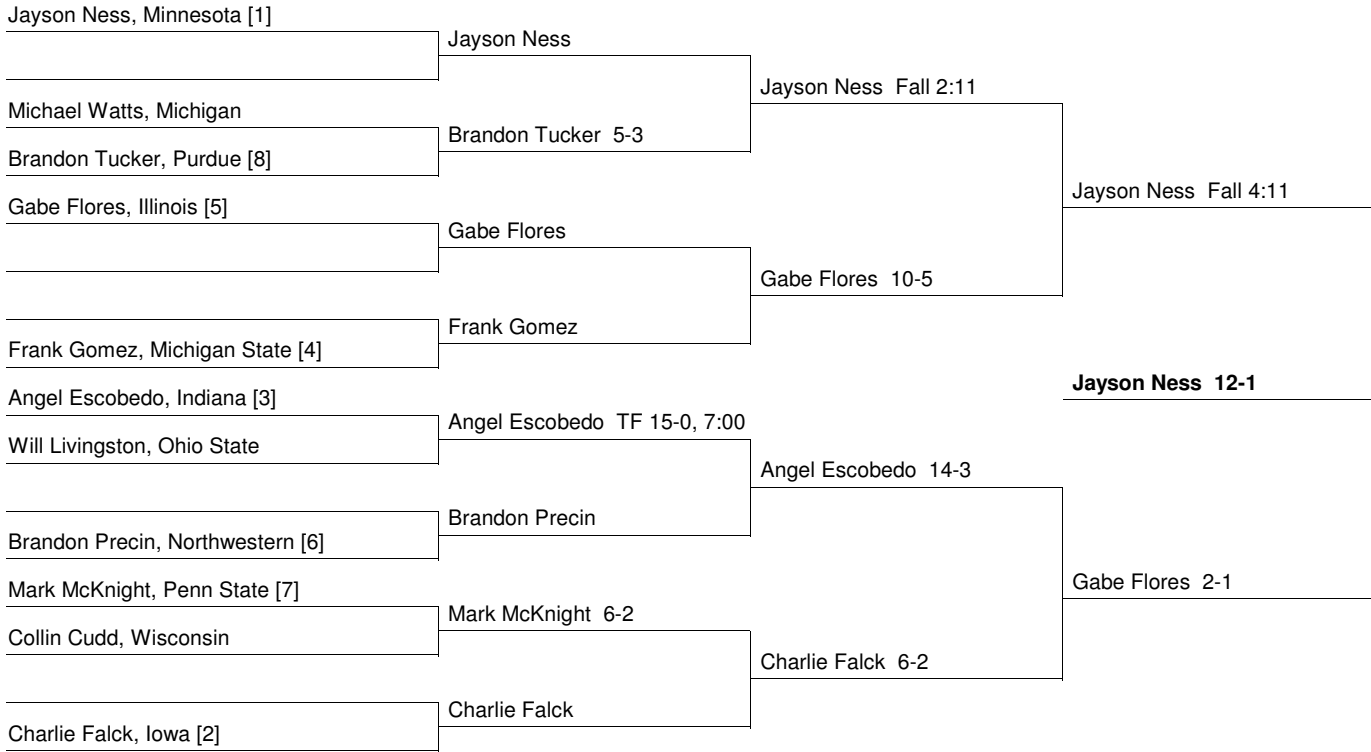 Jayson Ness, Minnesota [1]
Jayson Ness
Jayson Ness  Fall 2:11
Michael Watts, Michigan
Brandon Tucker  5-3
Brandon Tucker, Purdue [8]
Jayson Ness  Fall 4:11
Gabe Flores, Illinois [5]
Gabe Flores
Gabe Flores  10-5
Frank Gomez
Frank Gomez, Michigan State [4]
Jayson Ness  12-1
Angel Escobedo, Indiana [3]
Angel Escobedo  TF 15-0, 7:00
Will Livingston, Ohio State
Angel Escobedo  14-3
Brandon Precin
Brandon Precin, Northwestern [6]
Gabe Flores  2-1
Mark McKnight, Penn State [7]
Mark McKnight  6-2
Collin Cudd, Wisconsin
Charlie Falck  6-2
Charlie Falck
Charlie Falck, Iowa [2]